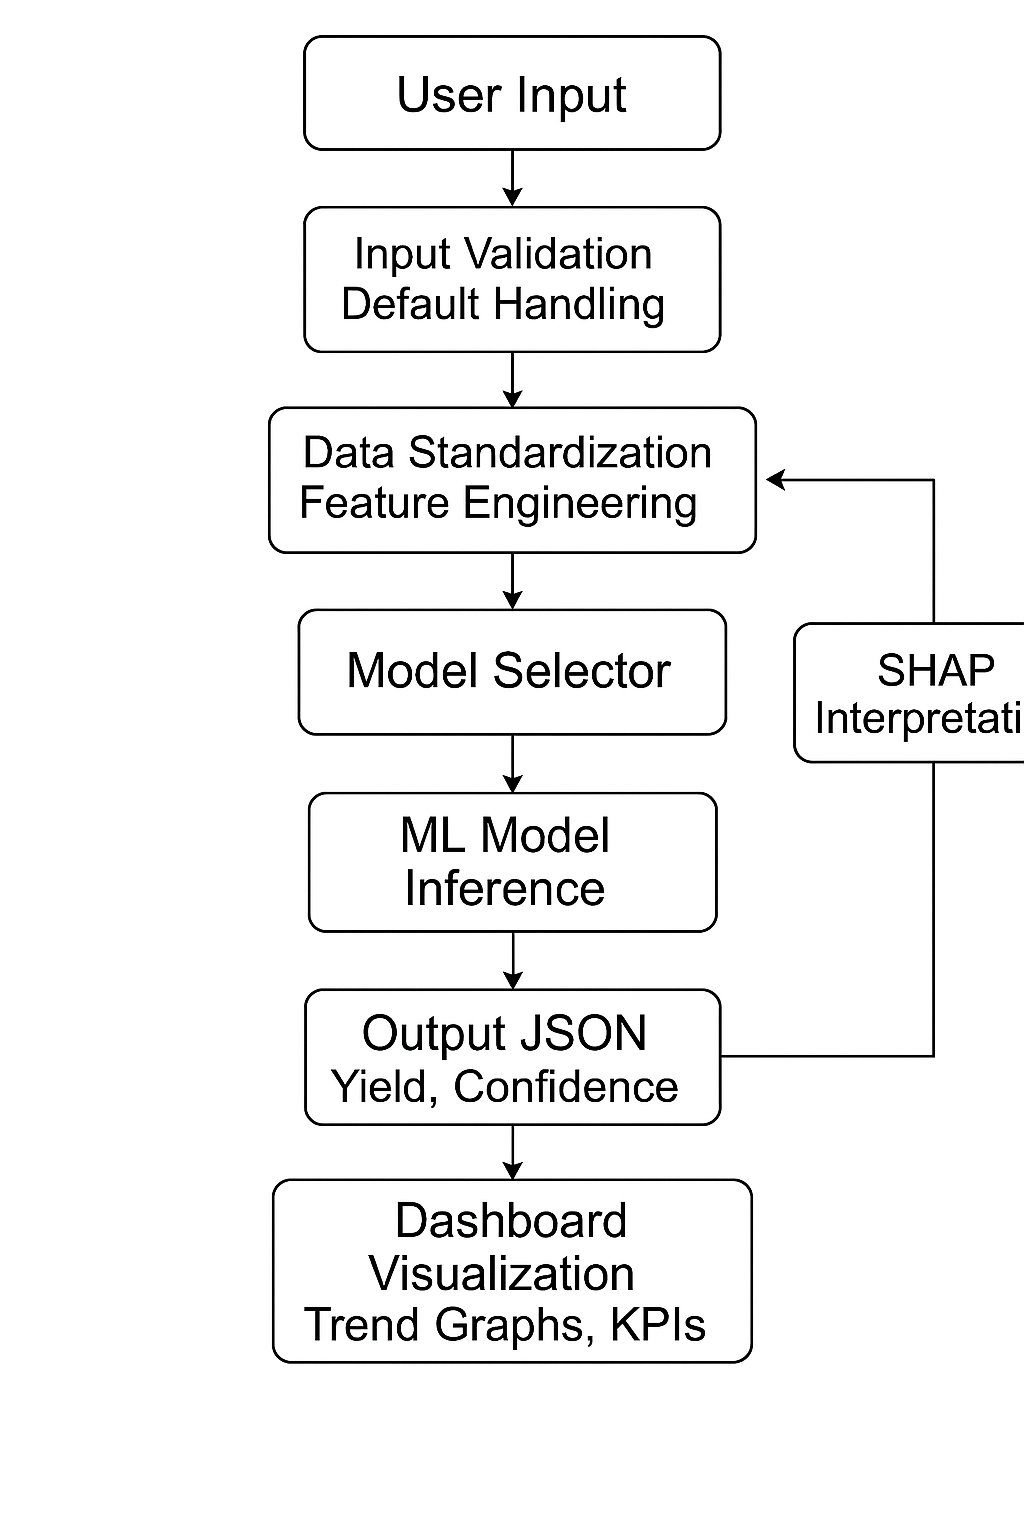 User Input
Input Validation
Default Handling
Data Standardization
Feature Engineering
Model Selector
SHAP
ML Model
Inference
Output JSON
Yield, Confidence
Dashboard
Visualization
Trend Graphs, KPIs